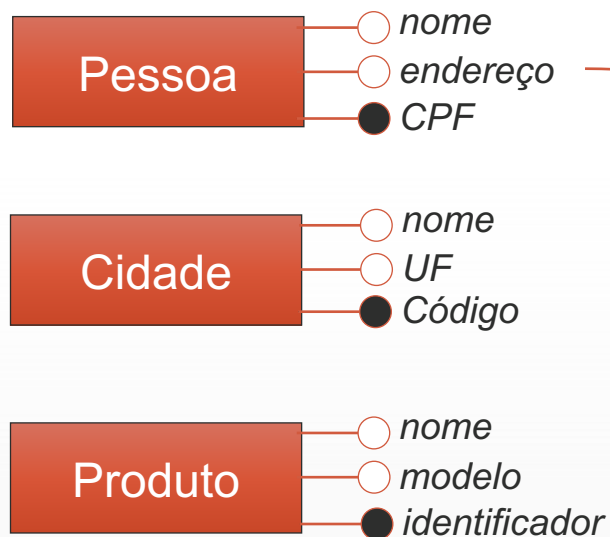 Pessoa
nome
endereço
CPF
Cidade
nome
UF
Código
Produto
nome
modelo
identificador